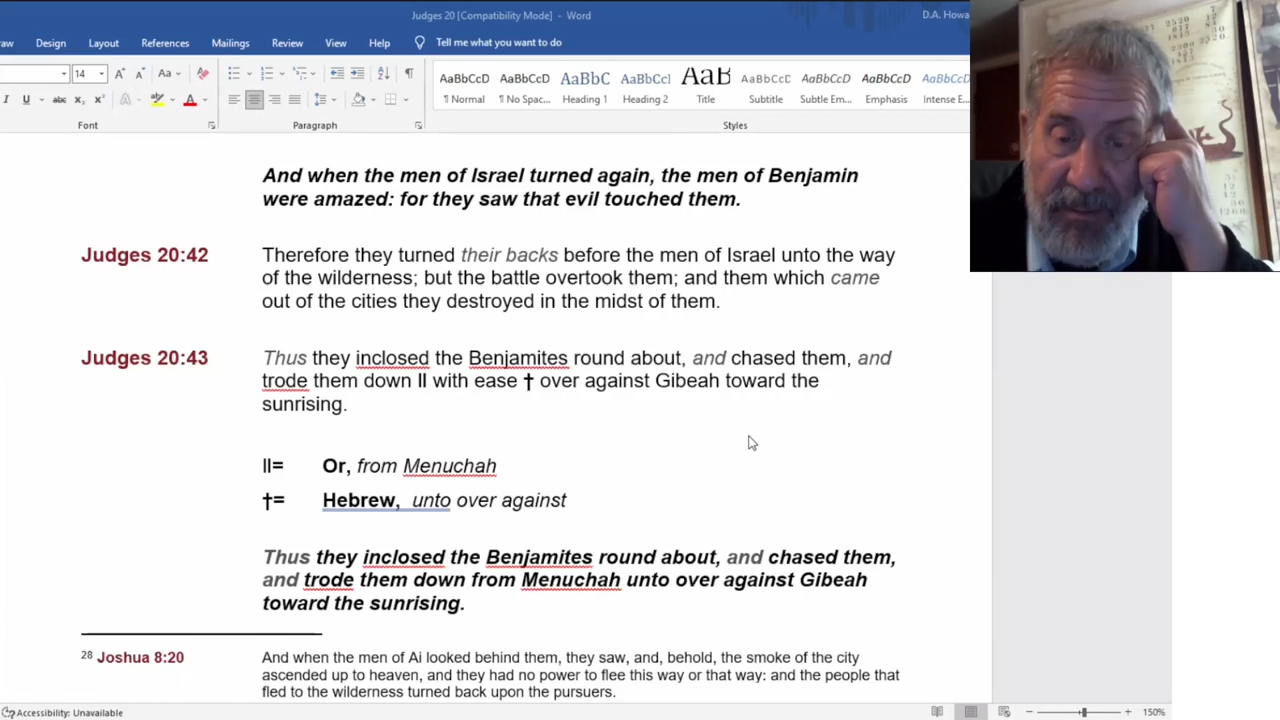 Judges 20 [Compatibility Mode] - Word
D.A. Howa
aw Design Layout References Mailings Review View Help Tell me what you want to do
14
Font Paragraph Styles
AaBbCcD AaBbCcD AaBbC AaBbCcl AaB AaBbCcD AaBbCcD AaBbCcD AaBbCcD
¶ Normal ¶ No Spac... Heading 1 Heading 2 Title Subtitle Subtle Em... Emphasis Intense E...
And when the men of Israel turned again, the men of Benjamin
were amazed: for they saw that evil touched them.
Judges 20:42 Therefore they turned their backs before the men of Israel unto the way
of the wilderness; but the battle overtook them; and them which came
out of the cities they destroyed in the midst of them.
Judges 20:43 Thus they inclosed the Benjamites round about, and chased them, and
trode them down ǁ with ease † over against Gibeah toward the
sunrising.
ǁ= Or, from Menuchah
†= Hebrew, unto over against
Thus they inclosed the Benjamites round about, and chased them,
and trode them down from Menuchah unto over against Gibeah
toward the sunrising.
28 Joshua 8:20 And when the men of Ai looked behind them, they saw, and, behold, the smoke of the city
ascended up to heaven, and they had no power to flee this way or that way: and the people that
fled to the wilderness turned back upon the pursuers.
Accessibility: Unavailable
150%